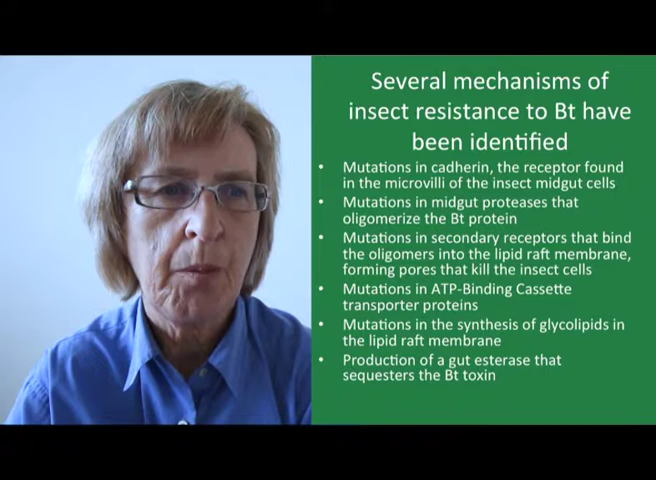 Several mechanisms of
insect resistance to Bt have
been identified
• Mutations in cadherin, the receptor found
in the microvilli of the insect midgut cells
• Mutations in midgut proteases that
oligomerize the Bt protein
• Mutations in secondary receptors that bind
the oligomers into the lipid raft membrane,
forming pores that kill the insect cells
• Mutations in ATP-Binding Cassette
transporter proteins
• Mutations in the synthesis of glycolipids in
the lipid raft membrane
• Production of a gut esterase that
sequesters the Bt toxin